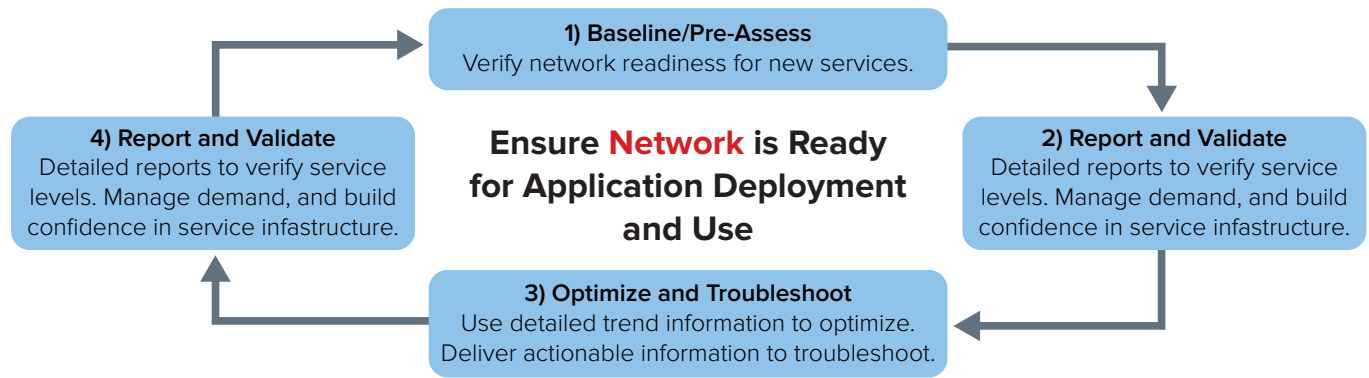 1) Baseline/Pre-Assess
Verify network readiness for new services.
2) Report and Validate
Detailed reports to verify service
levels. Manage demand, and build
confidence in service infastructure.
3) Optimize and Troubleshoot
Use detailed trend information to optimize.
Deliver actionable information to troubleshoot.
4) Report and Validate
Detailed reports to verify service
levels. Manage demand, and build
confidence in service infastructure.
Ensure Network is Ready
for Application Deployment
and Use